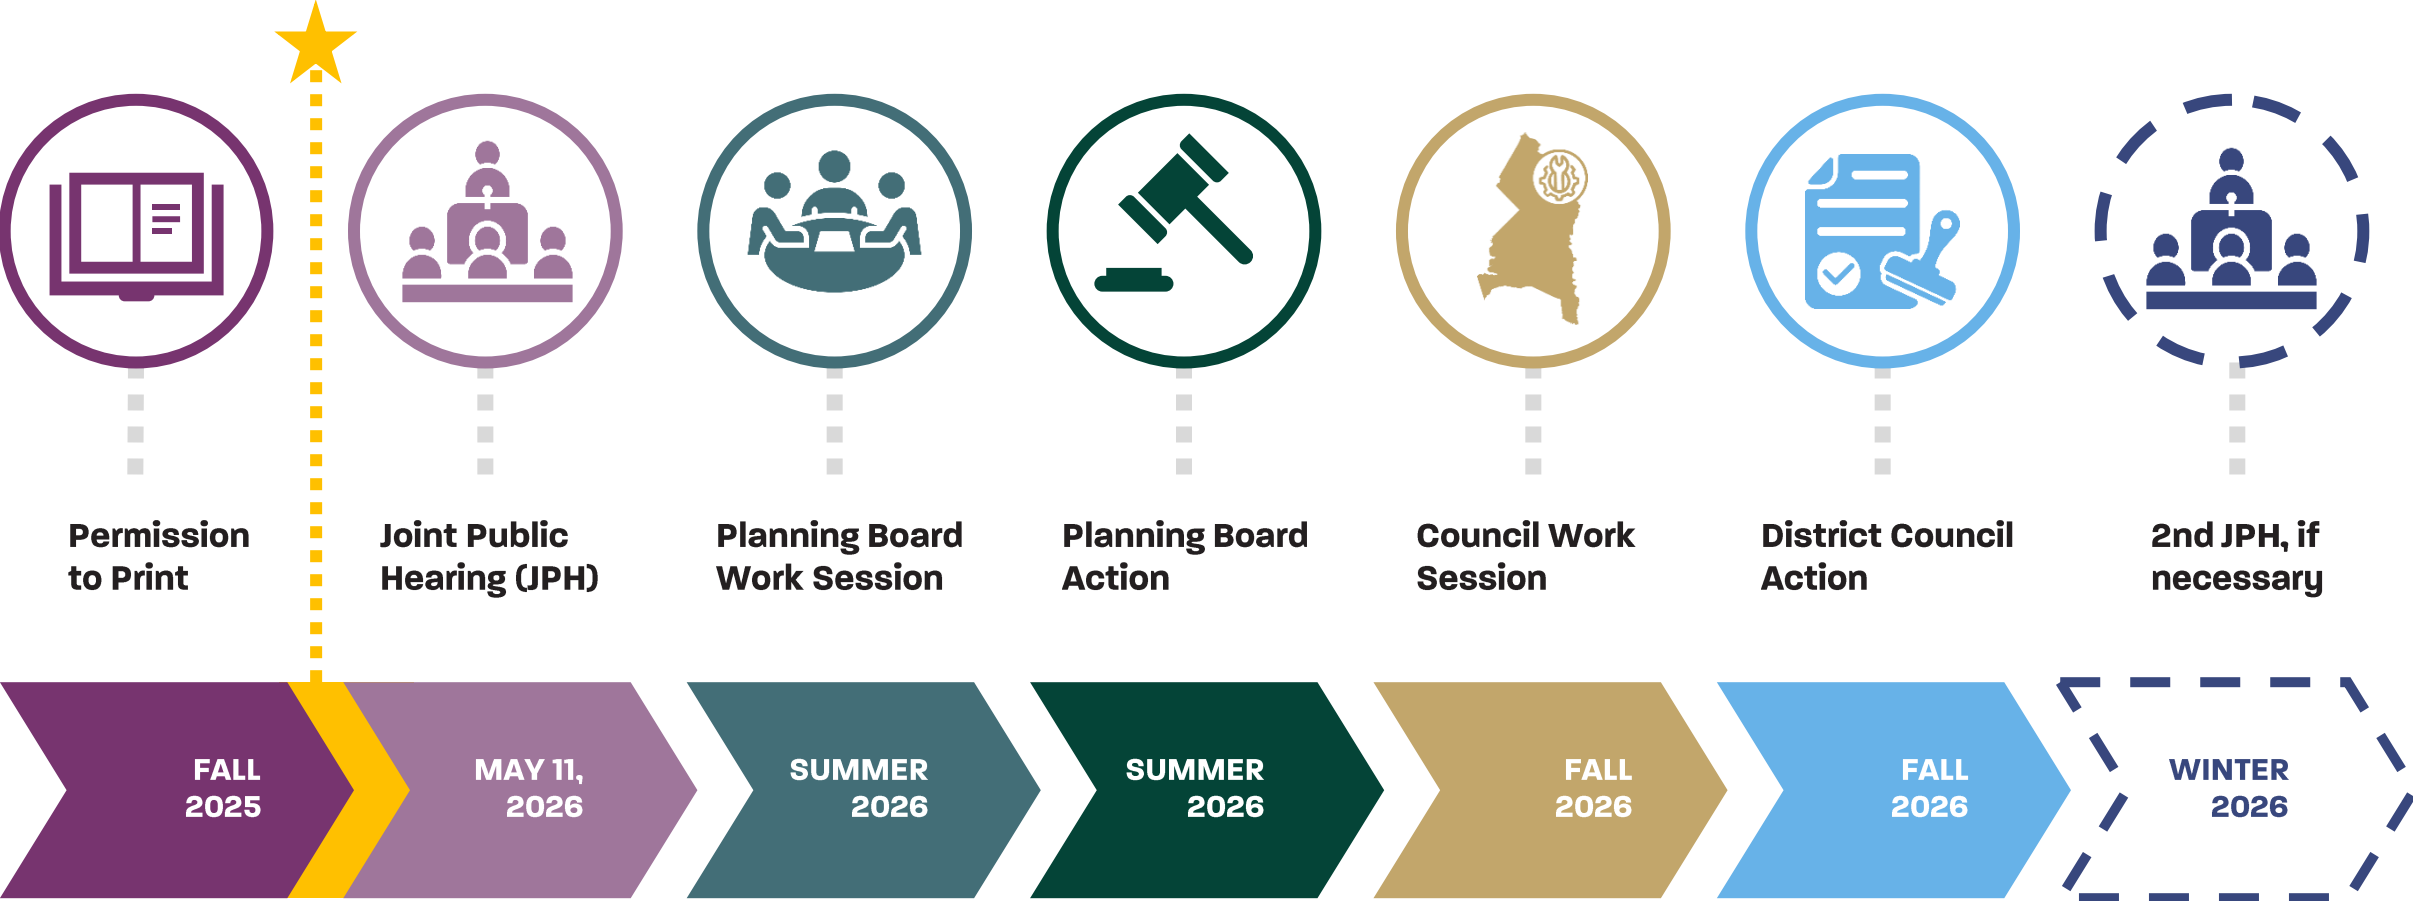 Permission
to Print
Joint Public
Hearing (JPH)
Planning Board
Work Session
Planning Board
Action
Council Work
Session
District Council
Action
2nd JPH, if
necessary
FALL
2025
MAY 11,
2026
SUMMER
2026
SUMMER
2026
FALL
2026
FALL
2026
WINTER
2026